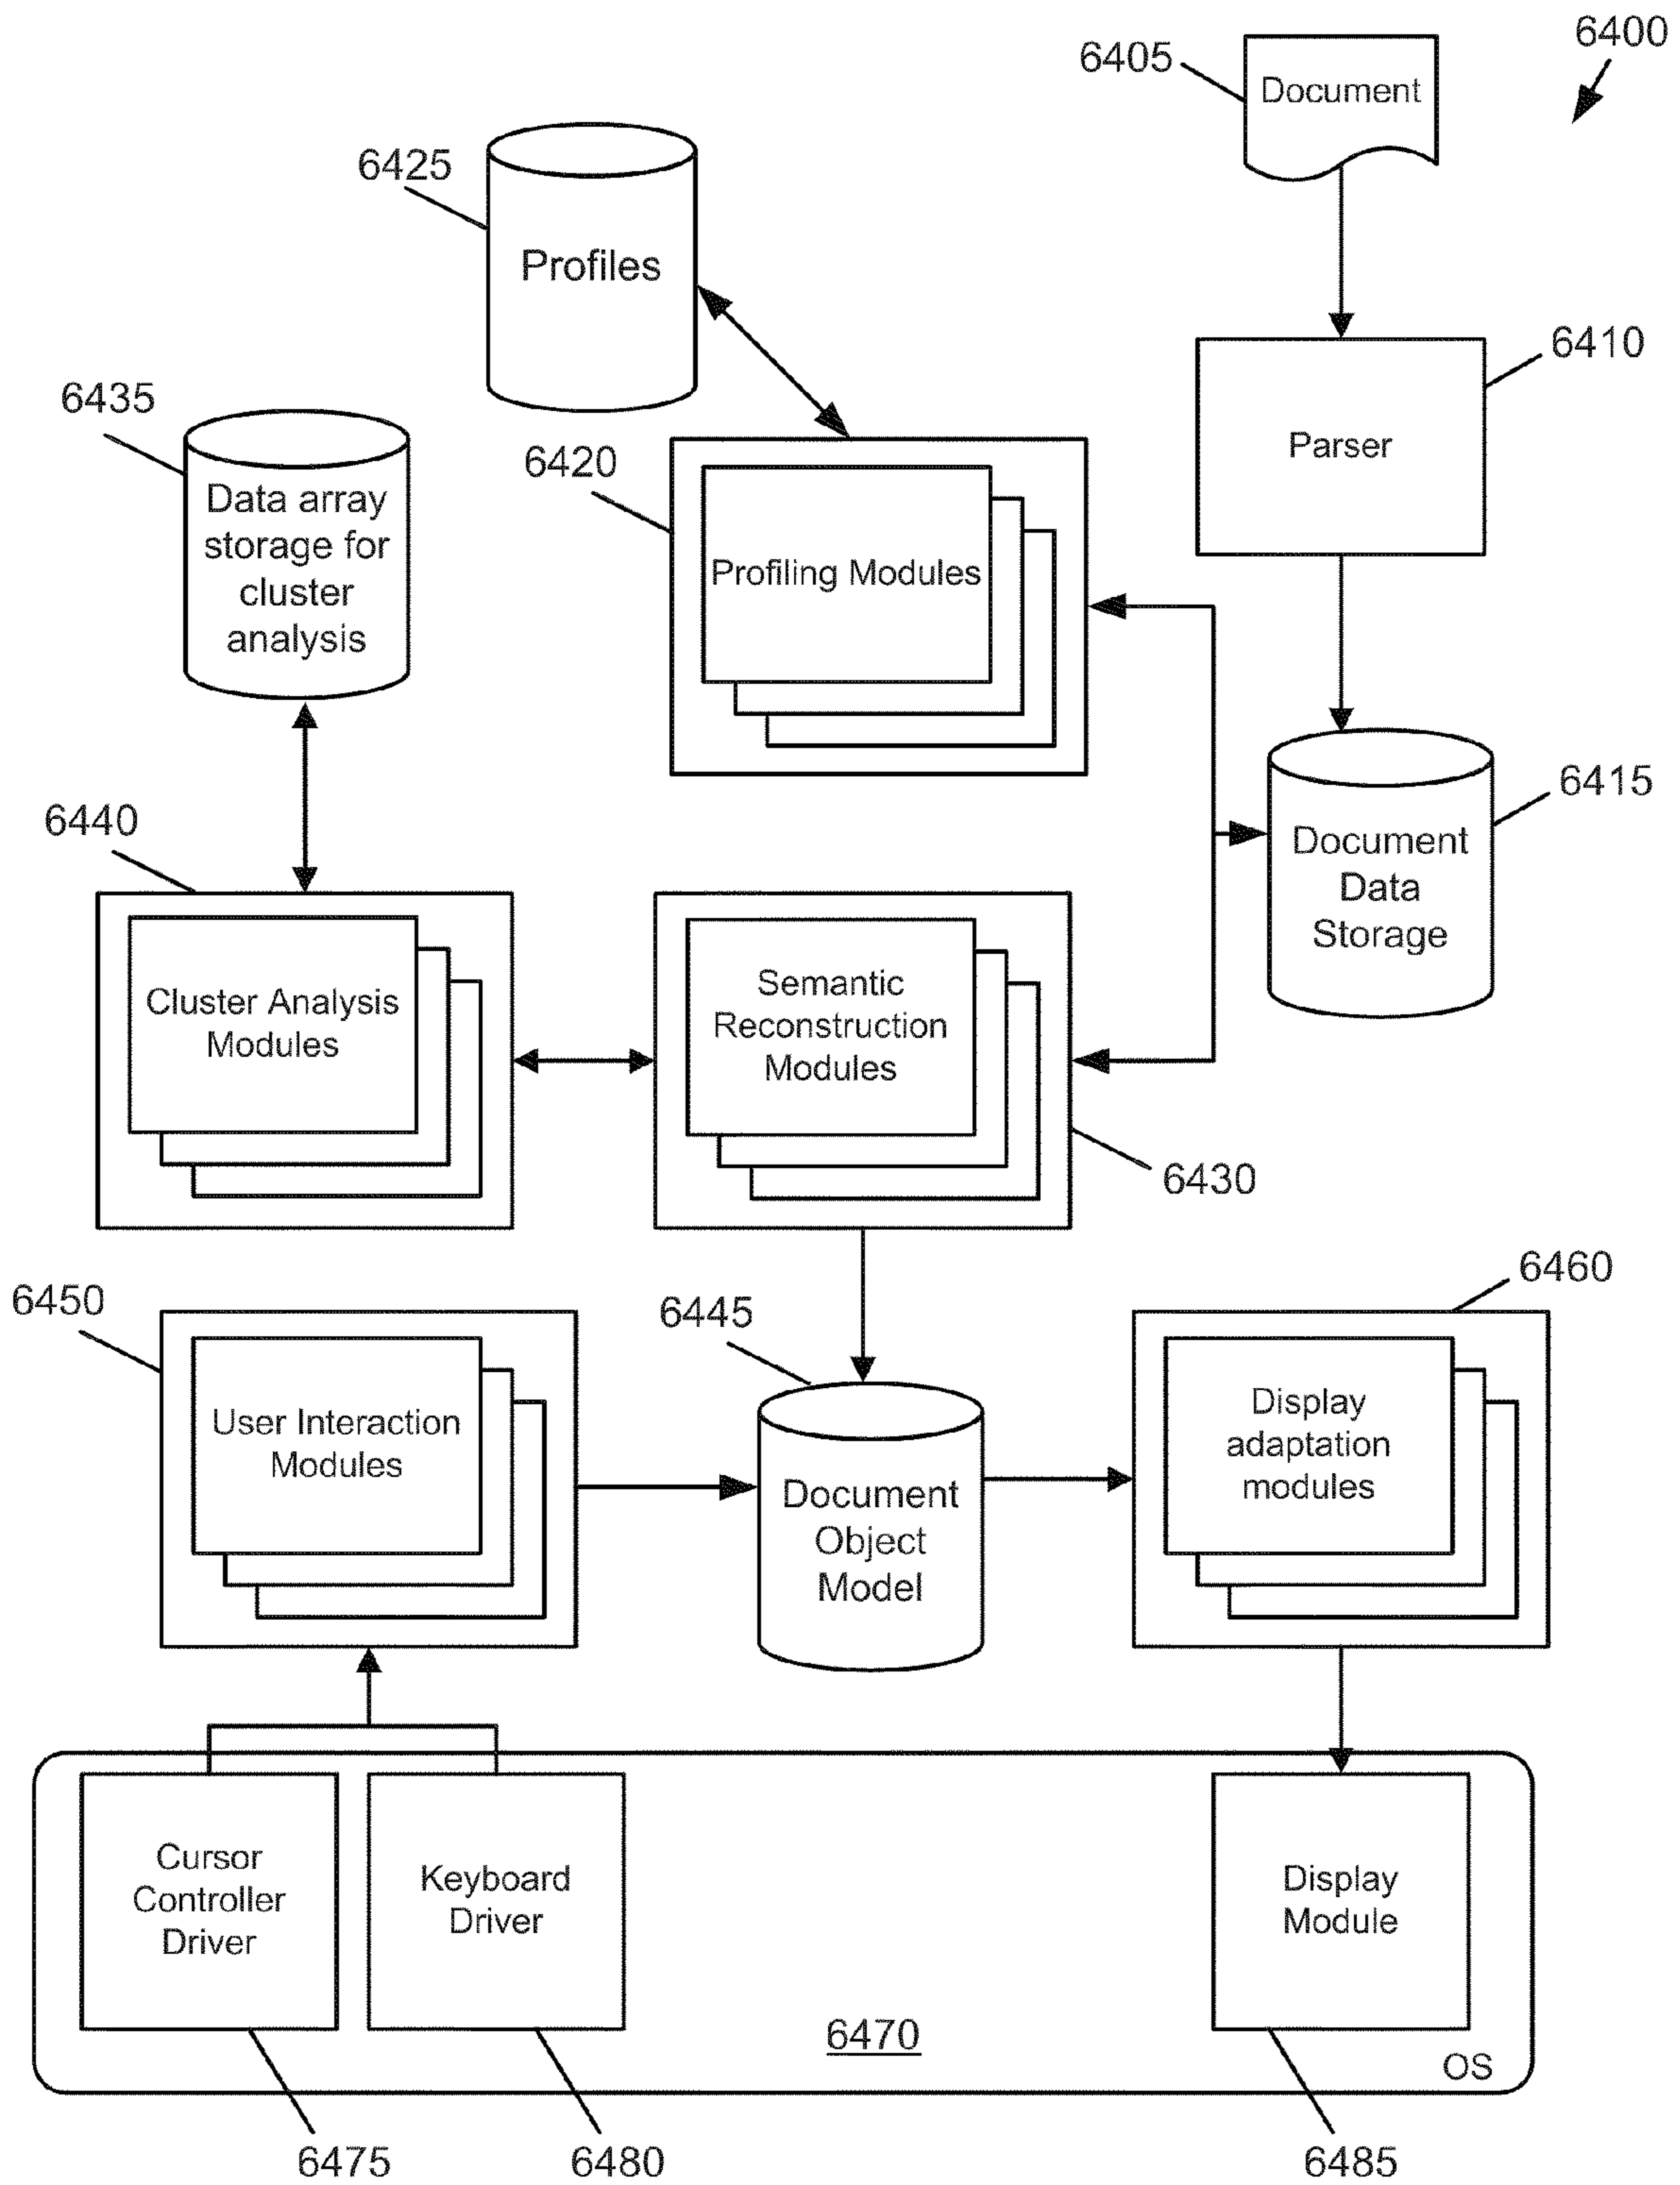 6400
6405
Document
6425
Profiles
6410
Parser
6435
Data array
storage for
cluster
analysis
6420
Profiling Modules
6415
Document
Data
Storage
6440
Cluster Analysis
Modules
Semantic
Reconstruction
Modules
6430
6450
User Interaction
Modules
6445
Document
Object
Model
6460
Display
adaptation
modules
Cursor
Controller
Driver
Keyboard
Driver
Display
Module
6470
OS
6475
6480
6485